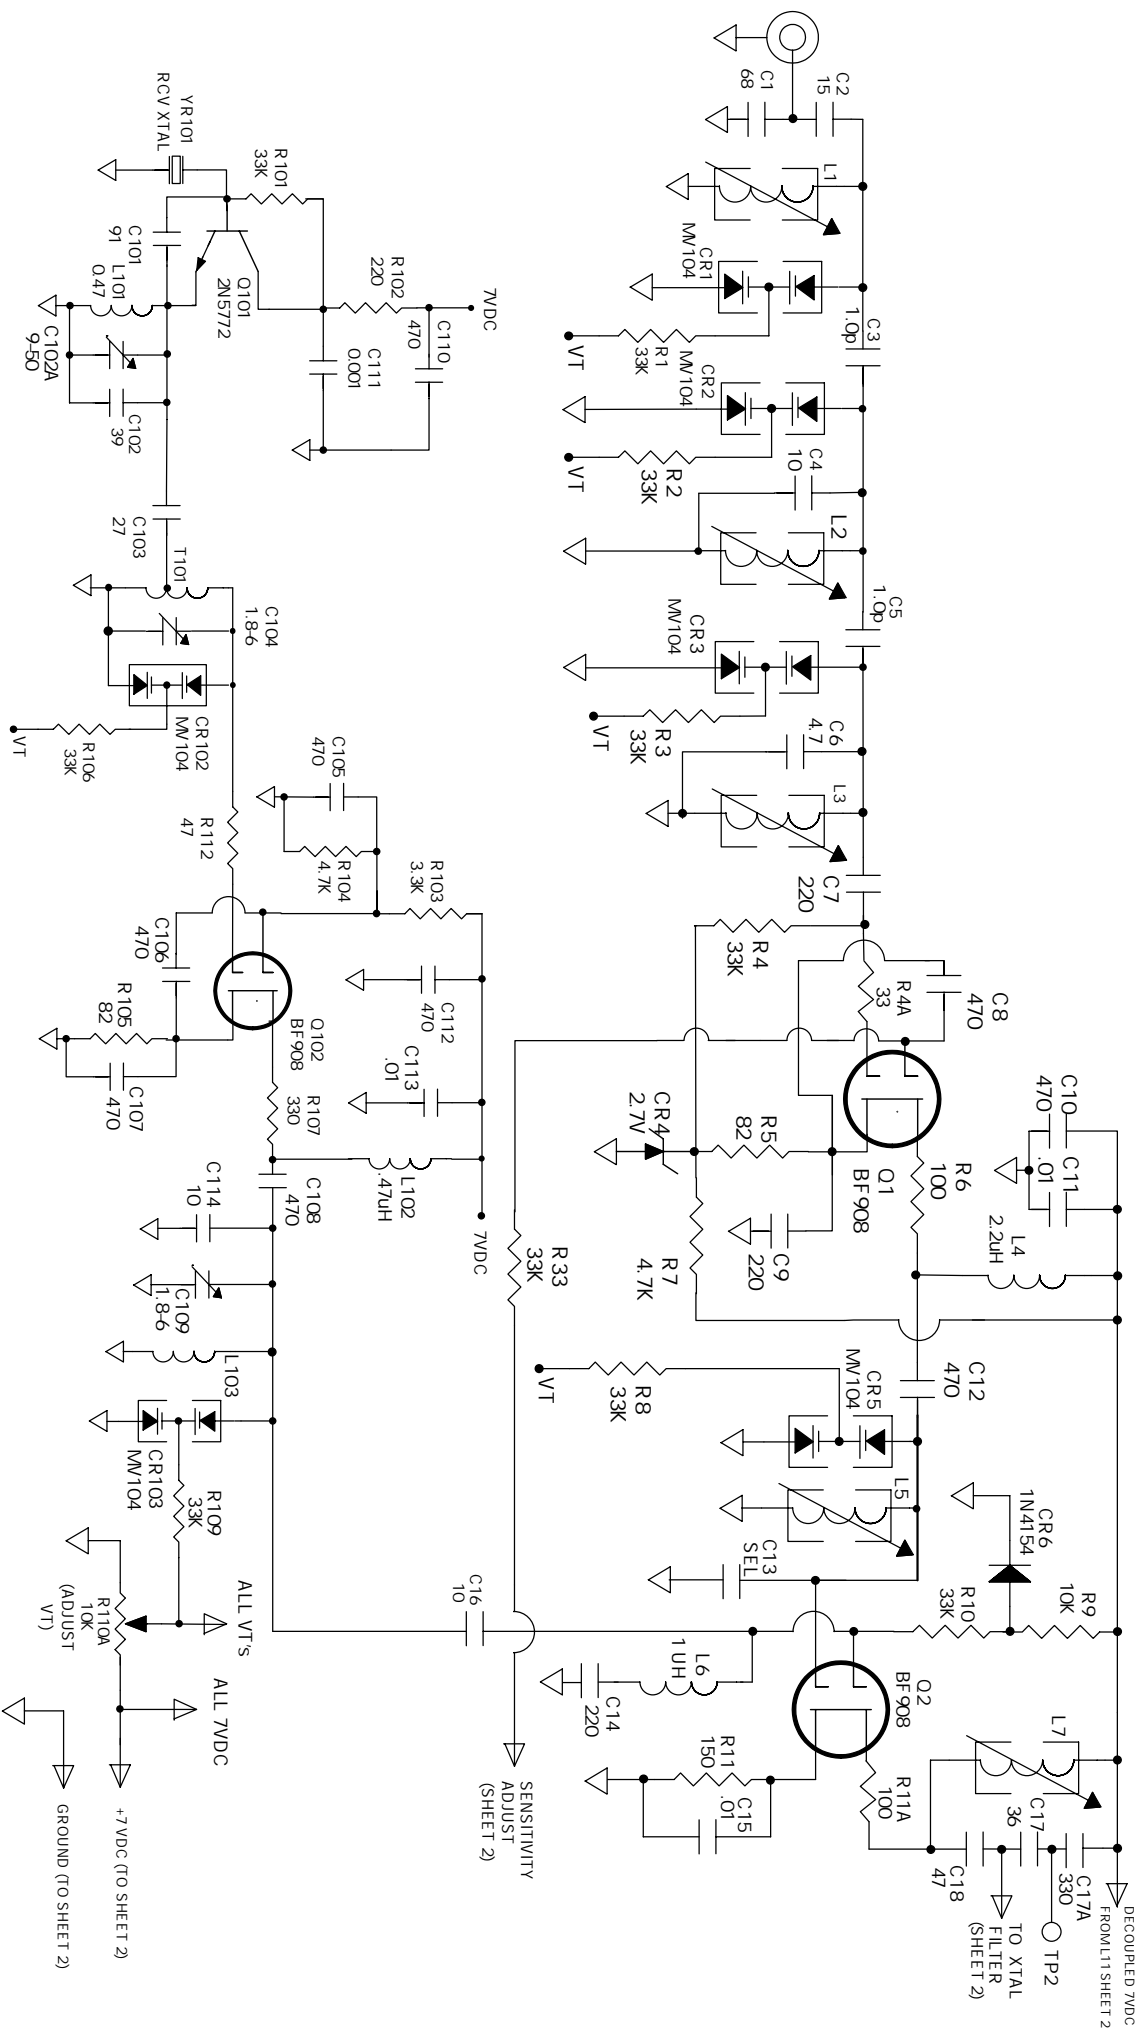 C2
15
C1
68
L1
CR1
MV104
R1
33K
VT
C3
1.0p
CR2
MV104
R2
33K
VT
C4
10
L2
C5
1.0p
CR3
MV104
R3
33K
VT
C6
4.7
L3
C7
220
R4
33K
R4A
33
C8
470
Q1
BF908
R5
82
CR4
2.7V
C9
220
R6
100
R7
4.7K
C10
470
C11
.01
L4
2.2uH
C12
470
CR5
MV104
R8
33K
VT
L5
C13
SEL
CR6
1N4154
R9
10K
R10
33K
Q2
BF908
L6
1UH
C14
220
R11
150
C15
.01
R11A
100
L7
C17
36
C18
47
C17A
330
TP2
TO XTAL
FILTER
(SHEET 2)
DECOUPLED 7VDC
FROM L11 SHEET 2
R33
33K
SENSITIVITY
ADJUST
(SHEET 2)
C16
10
YR101
RCV XTAL
R101
33K
Q101
2N5772
R102
220
7VDC
C110
470
C111
0.001
C101
91
L101
0.47
C102A
9-50
C102
39
C103
27
T101
C104
1.8-6
CR102
MV104
R106
33K
VT
R112
47
C105
470
R104
4.7K
R103
3.3K
C106
470
R105
82
C107
470
Q102
BF908
C112
470
C113
.01
R107
330
L102
.47uH
7VDC
C108
470
C114
10
C109
1.8-6
L103
CR103
MV104
R109
33K
ALL VT's
R110A
10K
(ADJUST
VT)
ALL 7VDC
+7VDC (TO SHEET 2)
GROUND (TO SHEET 2)